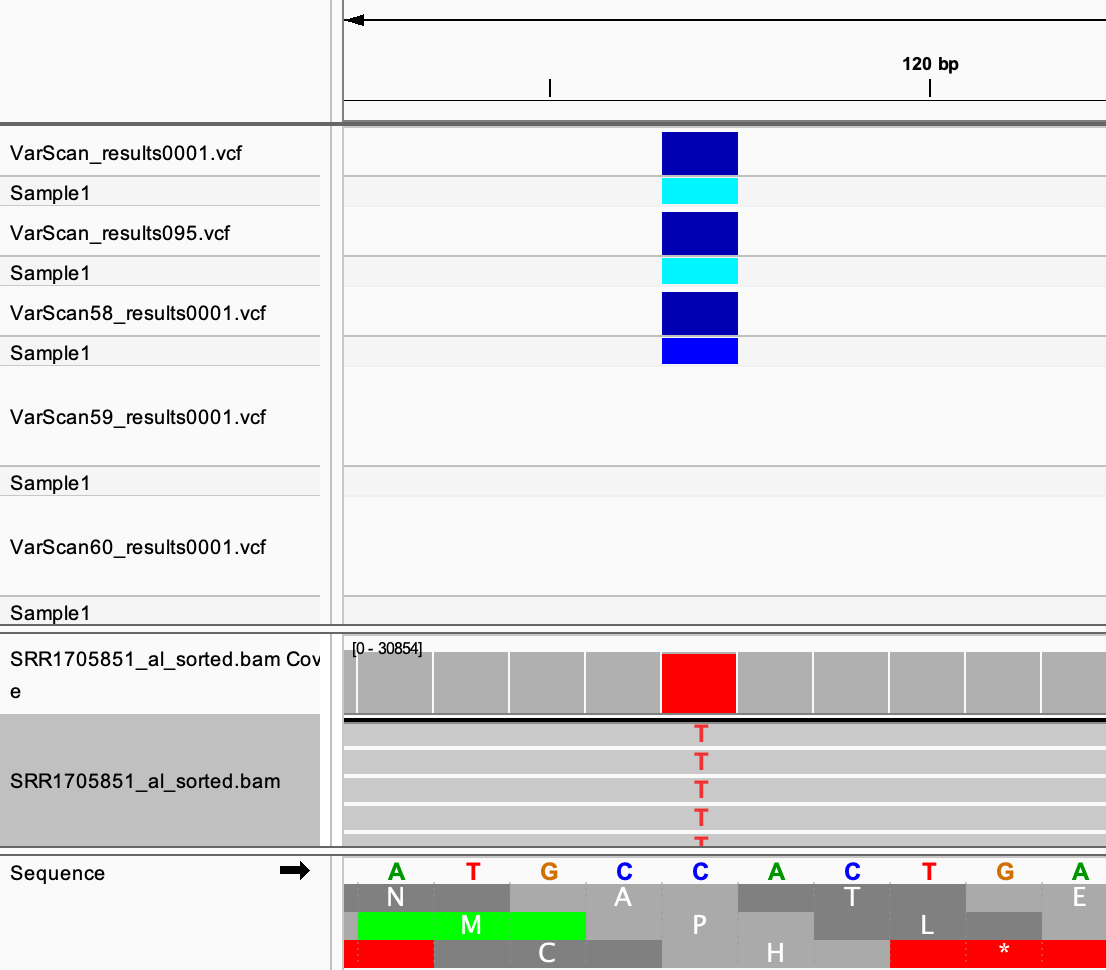 120 bp
VarScan_results0001.vcf
Sample1
VarScan_results095.vcf
Sample1
VarScan58_results0001.vcf
Sample1
VarScan59_results0001.vcf
Sample1
VarScan60_results0001.vcf
Sample1
SRR1705851_al_sorted.bam Cov
e
[0 - 30854]
T
SRR1705851_al_sorted.bam
T
T
T
T
Sequence
A T G C C A C T G A
N A T E
M P L
C H *